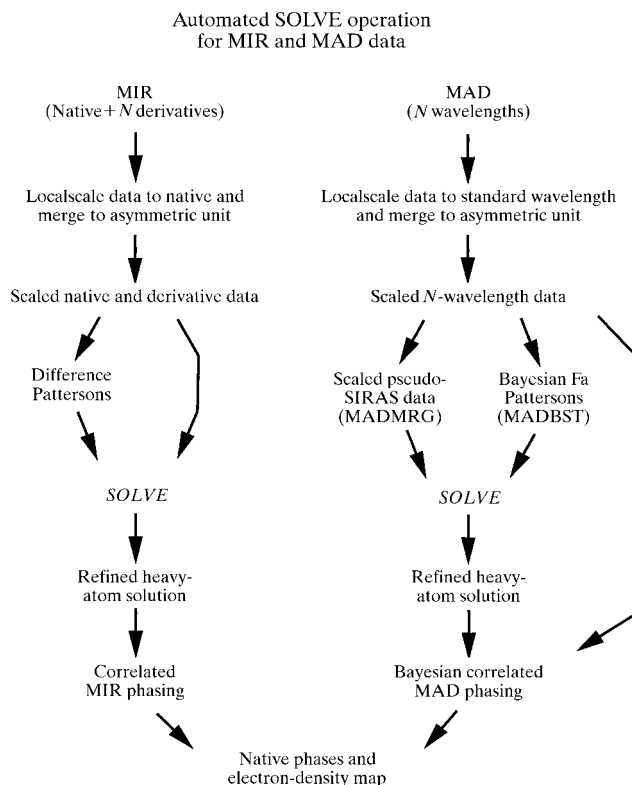 Automated SOLVE operation
for MIR and MAD data
MIR
(Native + N derivatives)
Localscale data to native and
merge to asymmetric unit
Scaled native and derivative data
Difference
Pattersons
SOLVE
Refined heavy-
atom solution
Correlated
MIR phasing
MAD
(N wavelengths)
Localscale data to standard wavelength
and merge to asymmetric unit
Scaled N-wavelength data
Scaled pseudo-
SIRAS data
(MADMRG)
Bayesian Fa
Pattersons
(MADBST)
SOLVE
Refined heavy-
atom solution
Bayesian correlated
MAD phasing
Native phases and
electron-density map